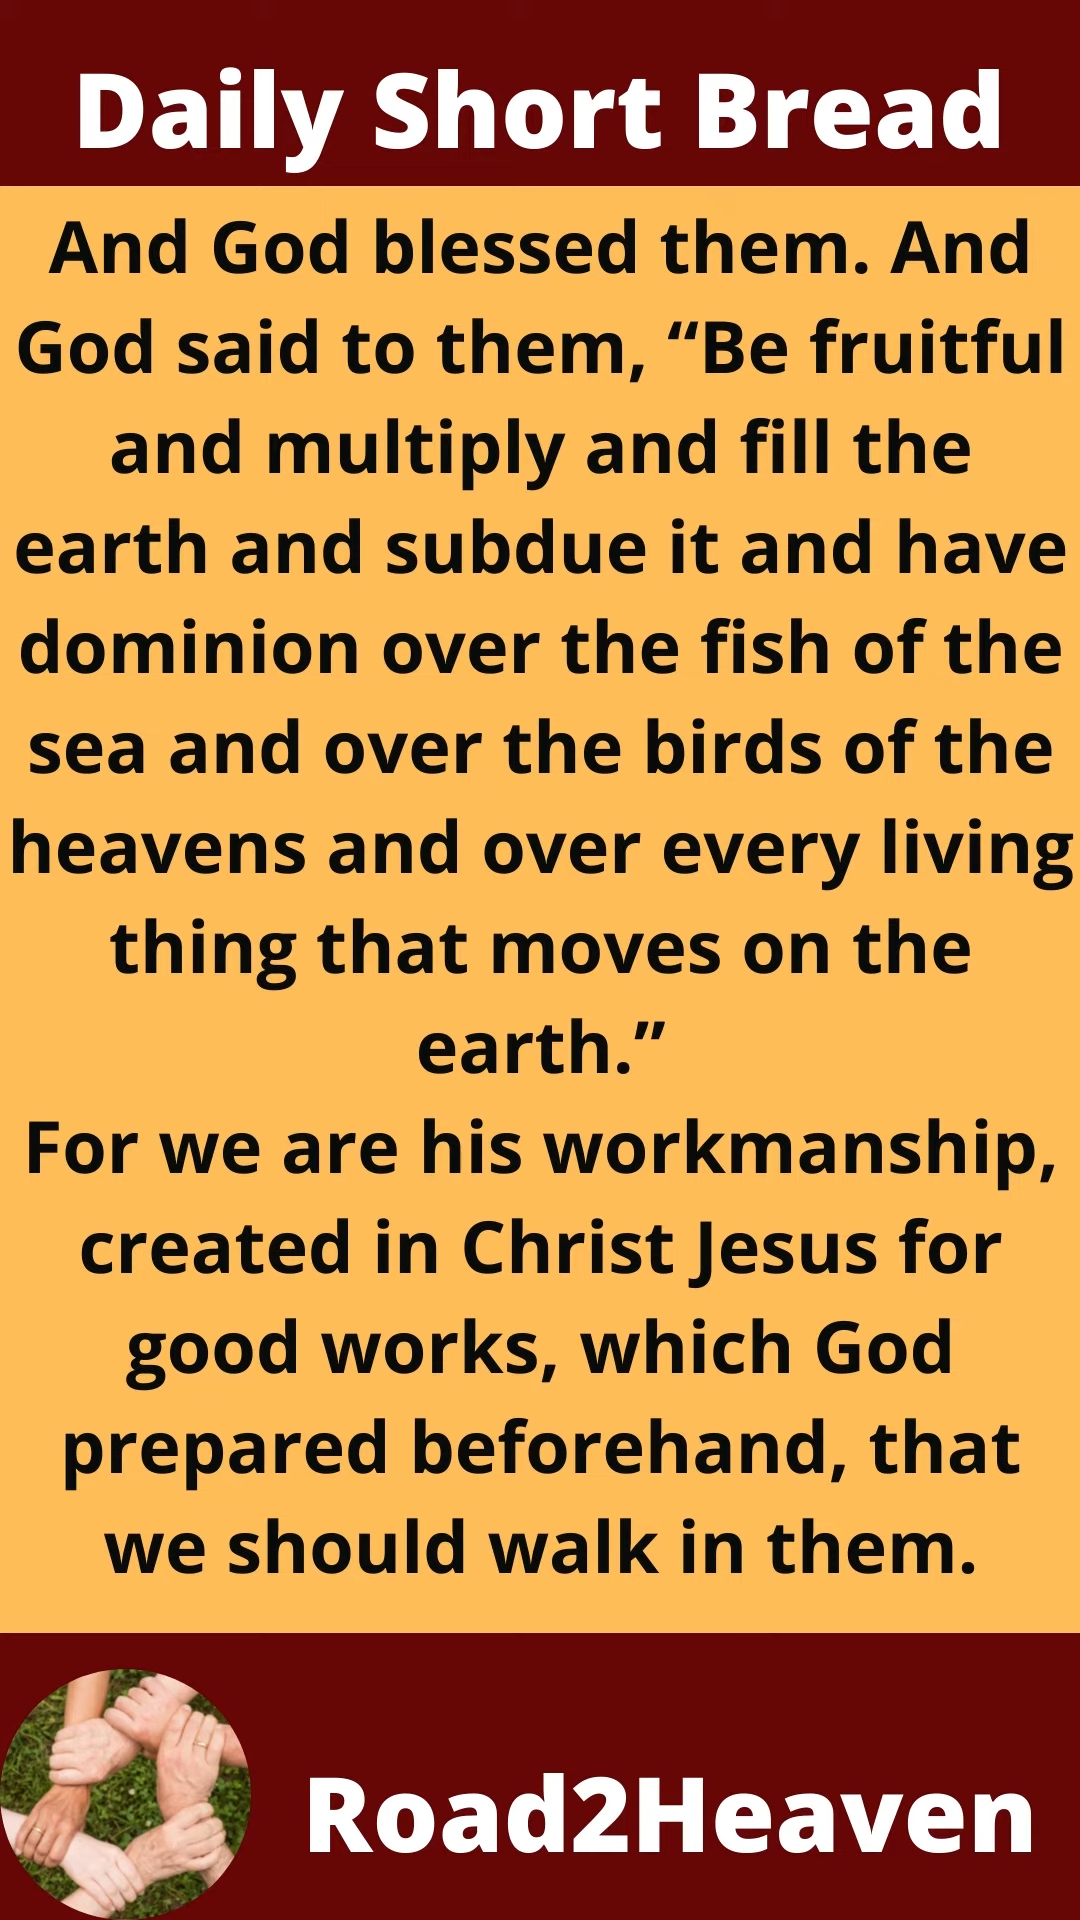 Daily Short Bread
And God blessed them. And
God said to them, “Be fruitful
and multiply and fill the
earth and subdue it and have
dominion over the fish of the
sea and over the birds of the
heavens and over every living
thing that moves on the
earth.”
For we are his workmanship,
created in Christ Jesus for
good works, which God
prepared beforehand, that
we should walk in them.
Road2Heaven